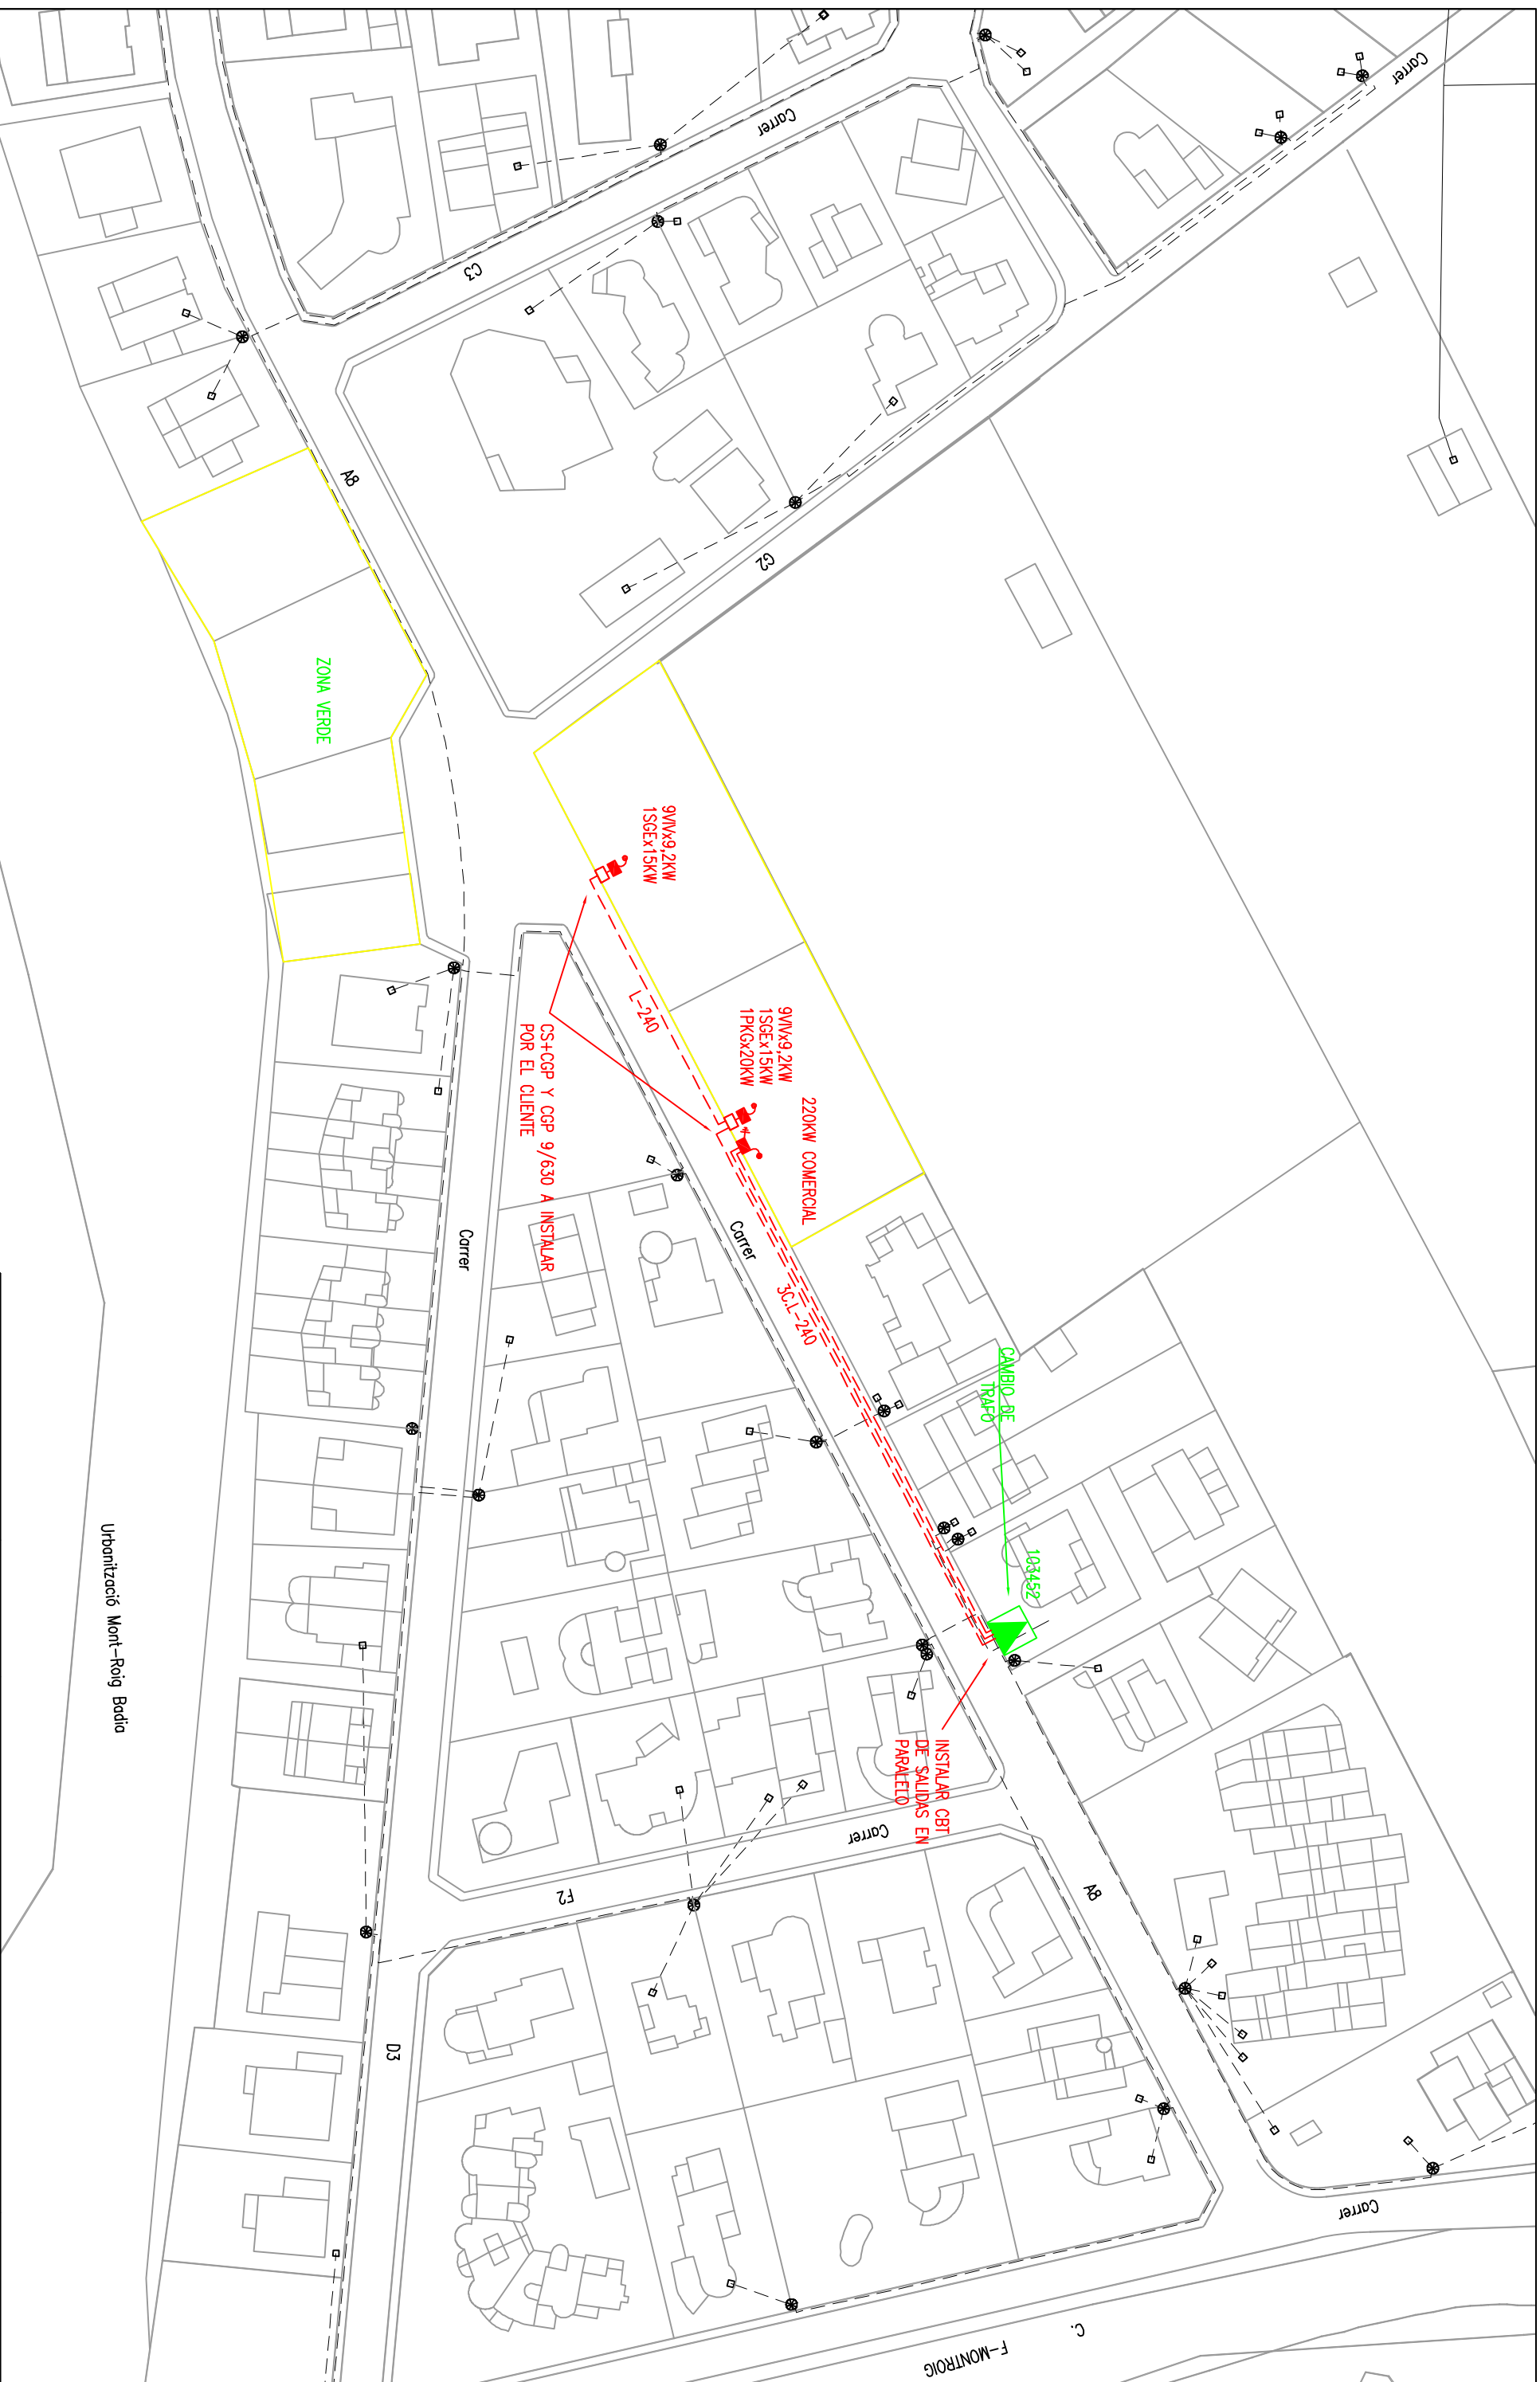 Carrer
Carrer
C3
A8
G2
ZONA VERDE
9VIVx9,2KW
1SGEx15KW
L-240
9VIVx9,2KW
1SGEx15KW
1PKGx20KW
220KW COMERCIAL
CS+CGP Y CGP 9/630 A INSTALAR
POR EL CLIENTE
Carrer
Carrer
3C.L-240
CAMBIO DE
TRAFO
103452
INSTALAR CBT
DE SALIDAS EN
PARALELO
Urbanització Mont-Roig Badia
Carrer
F2
A8
D3
Carrer
C.
F-MONTROIG